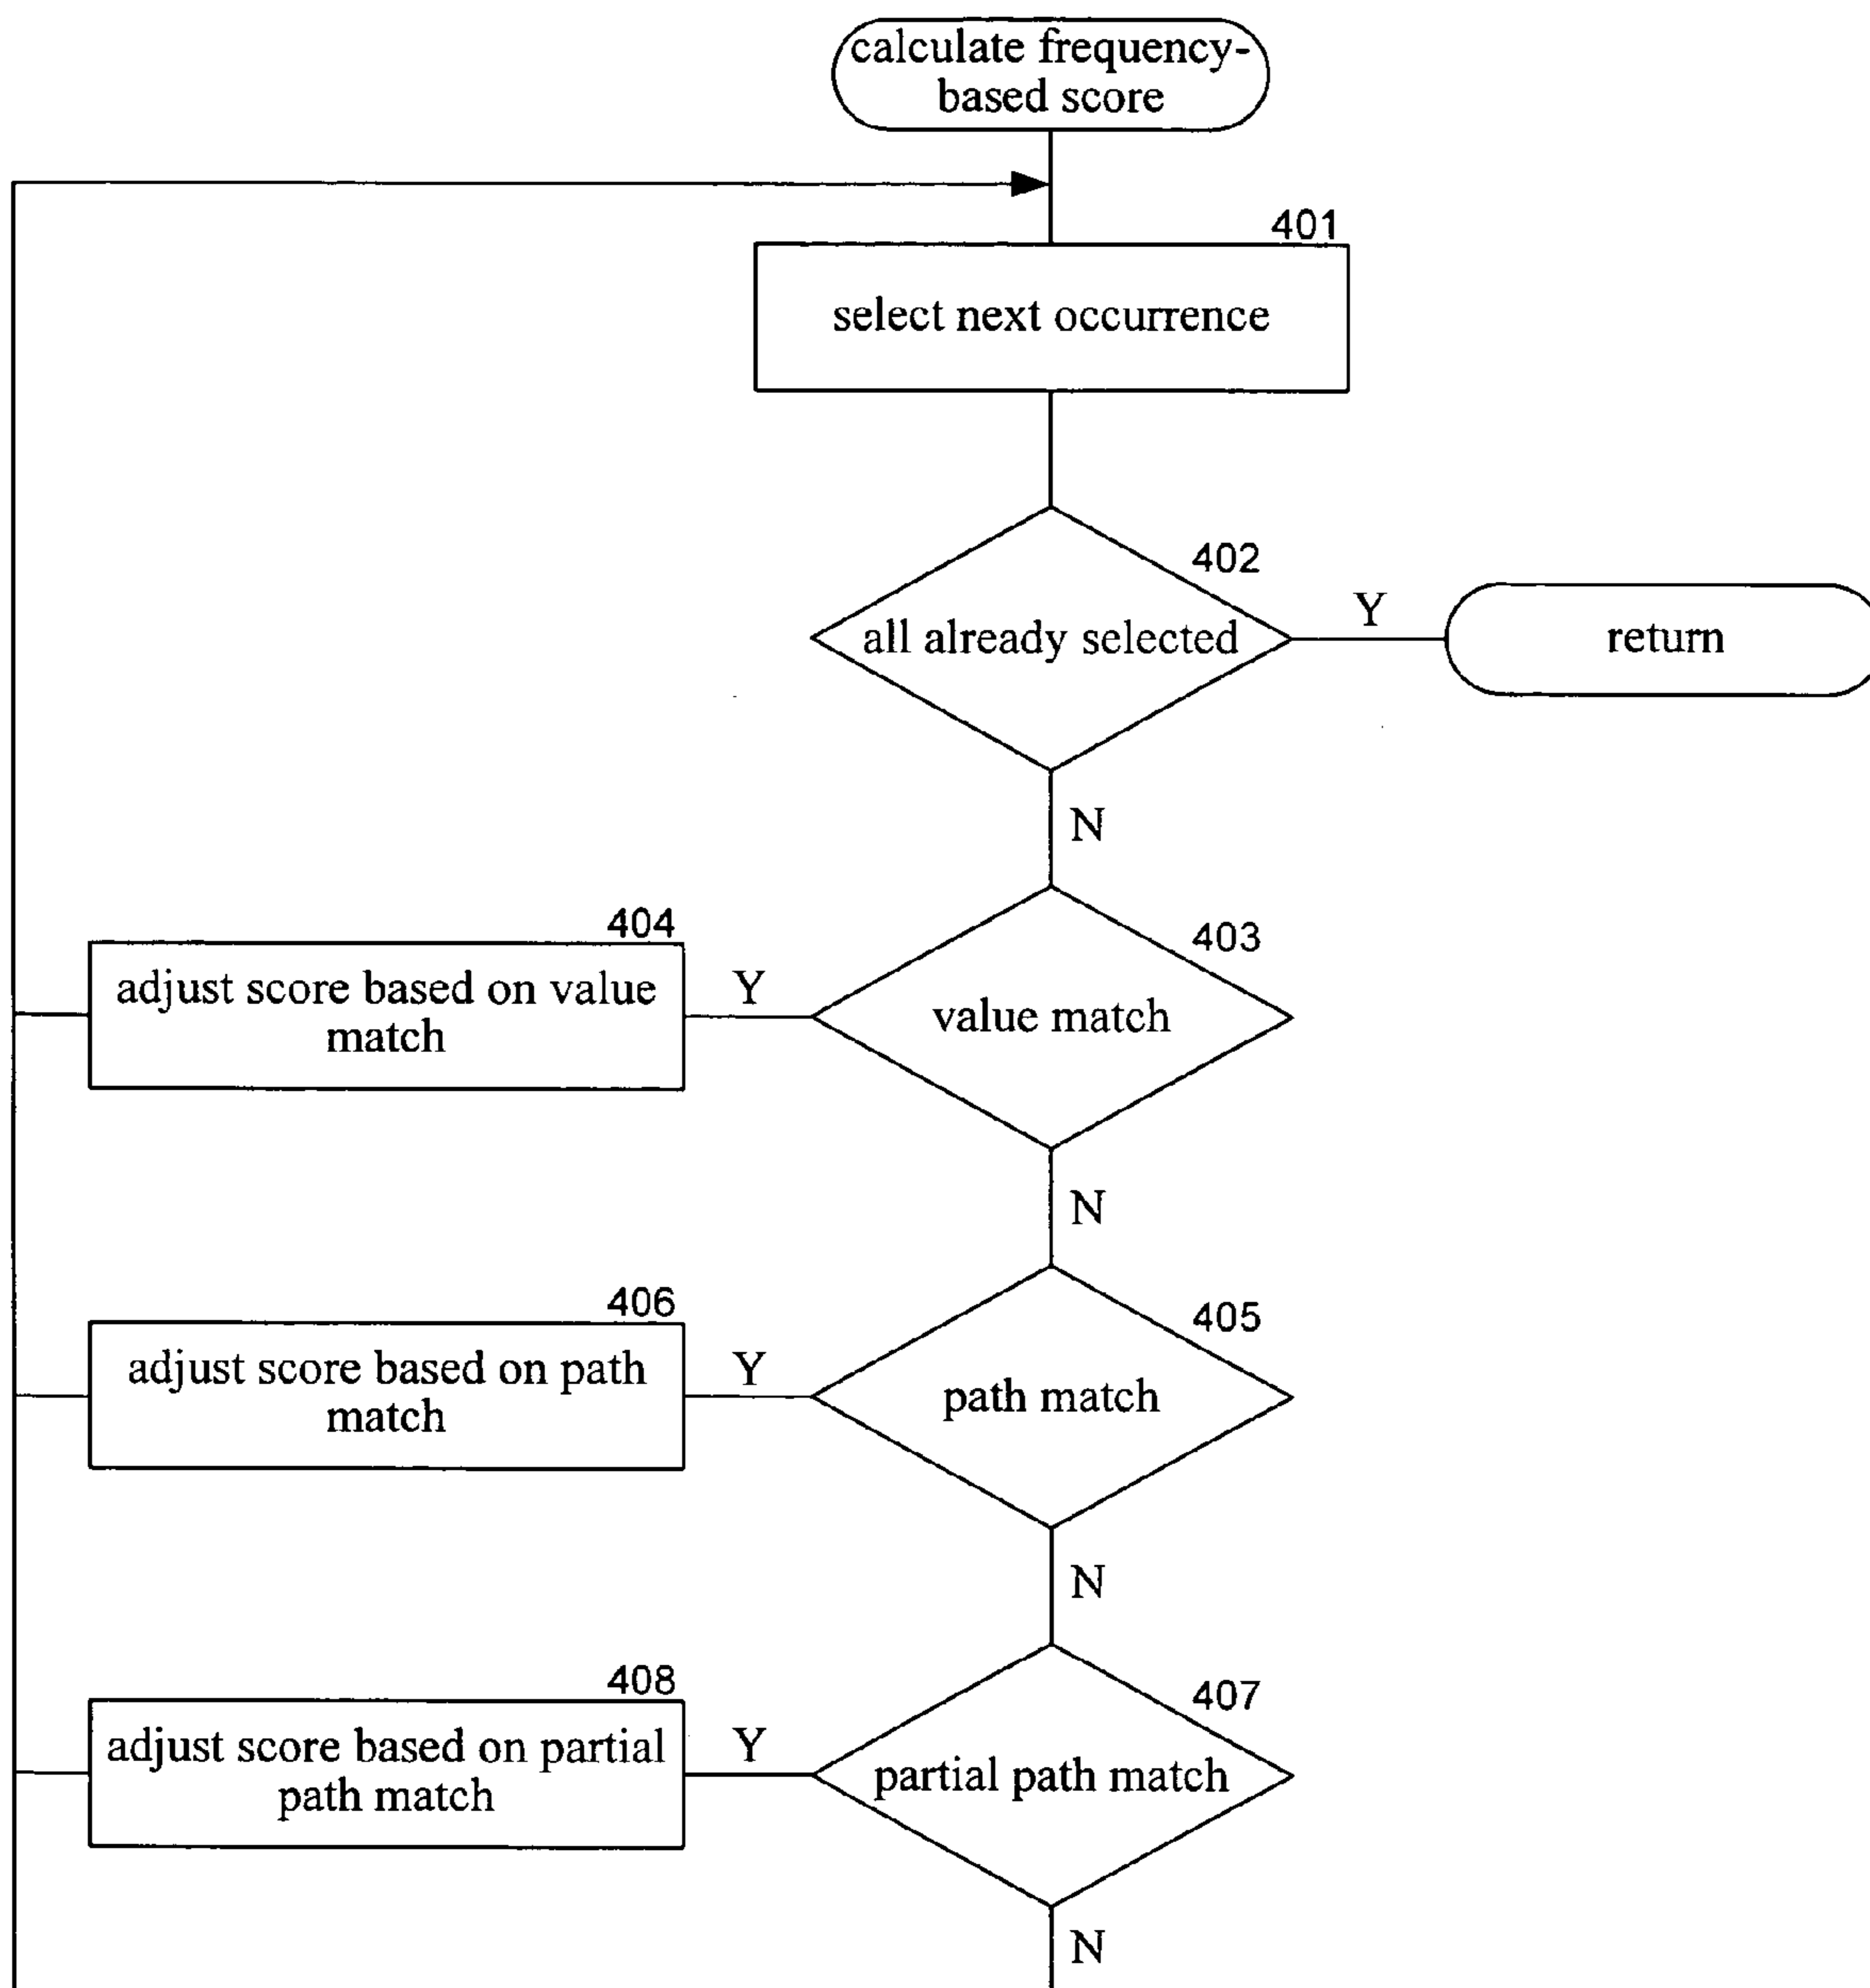 calculate frequency-
based score
401
select next occurrence
402
all already selected
Y
return
N
404
403
adjust score based on value
match
Y
value match
N
406
405
adjust score based on path
match
Y
path match
N
408
407
adjust score based on partial
path match
Y
partial path match
N